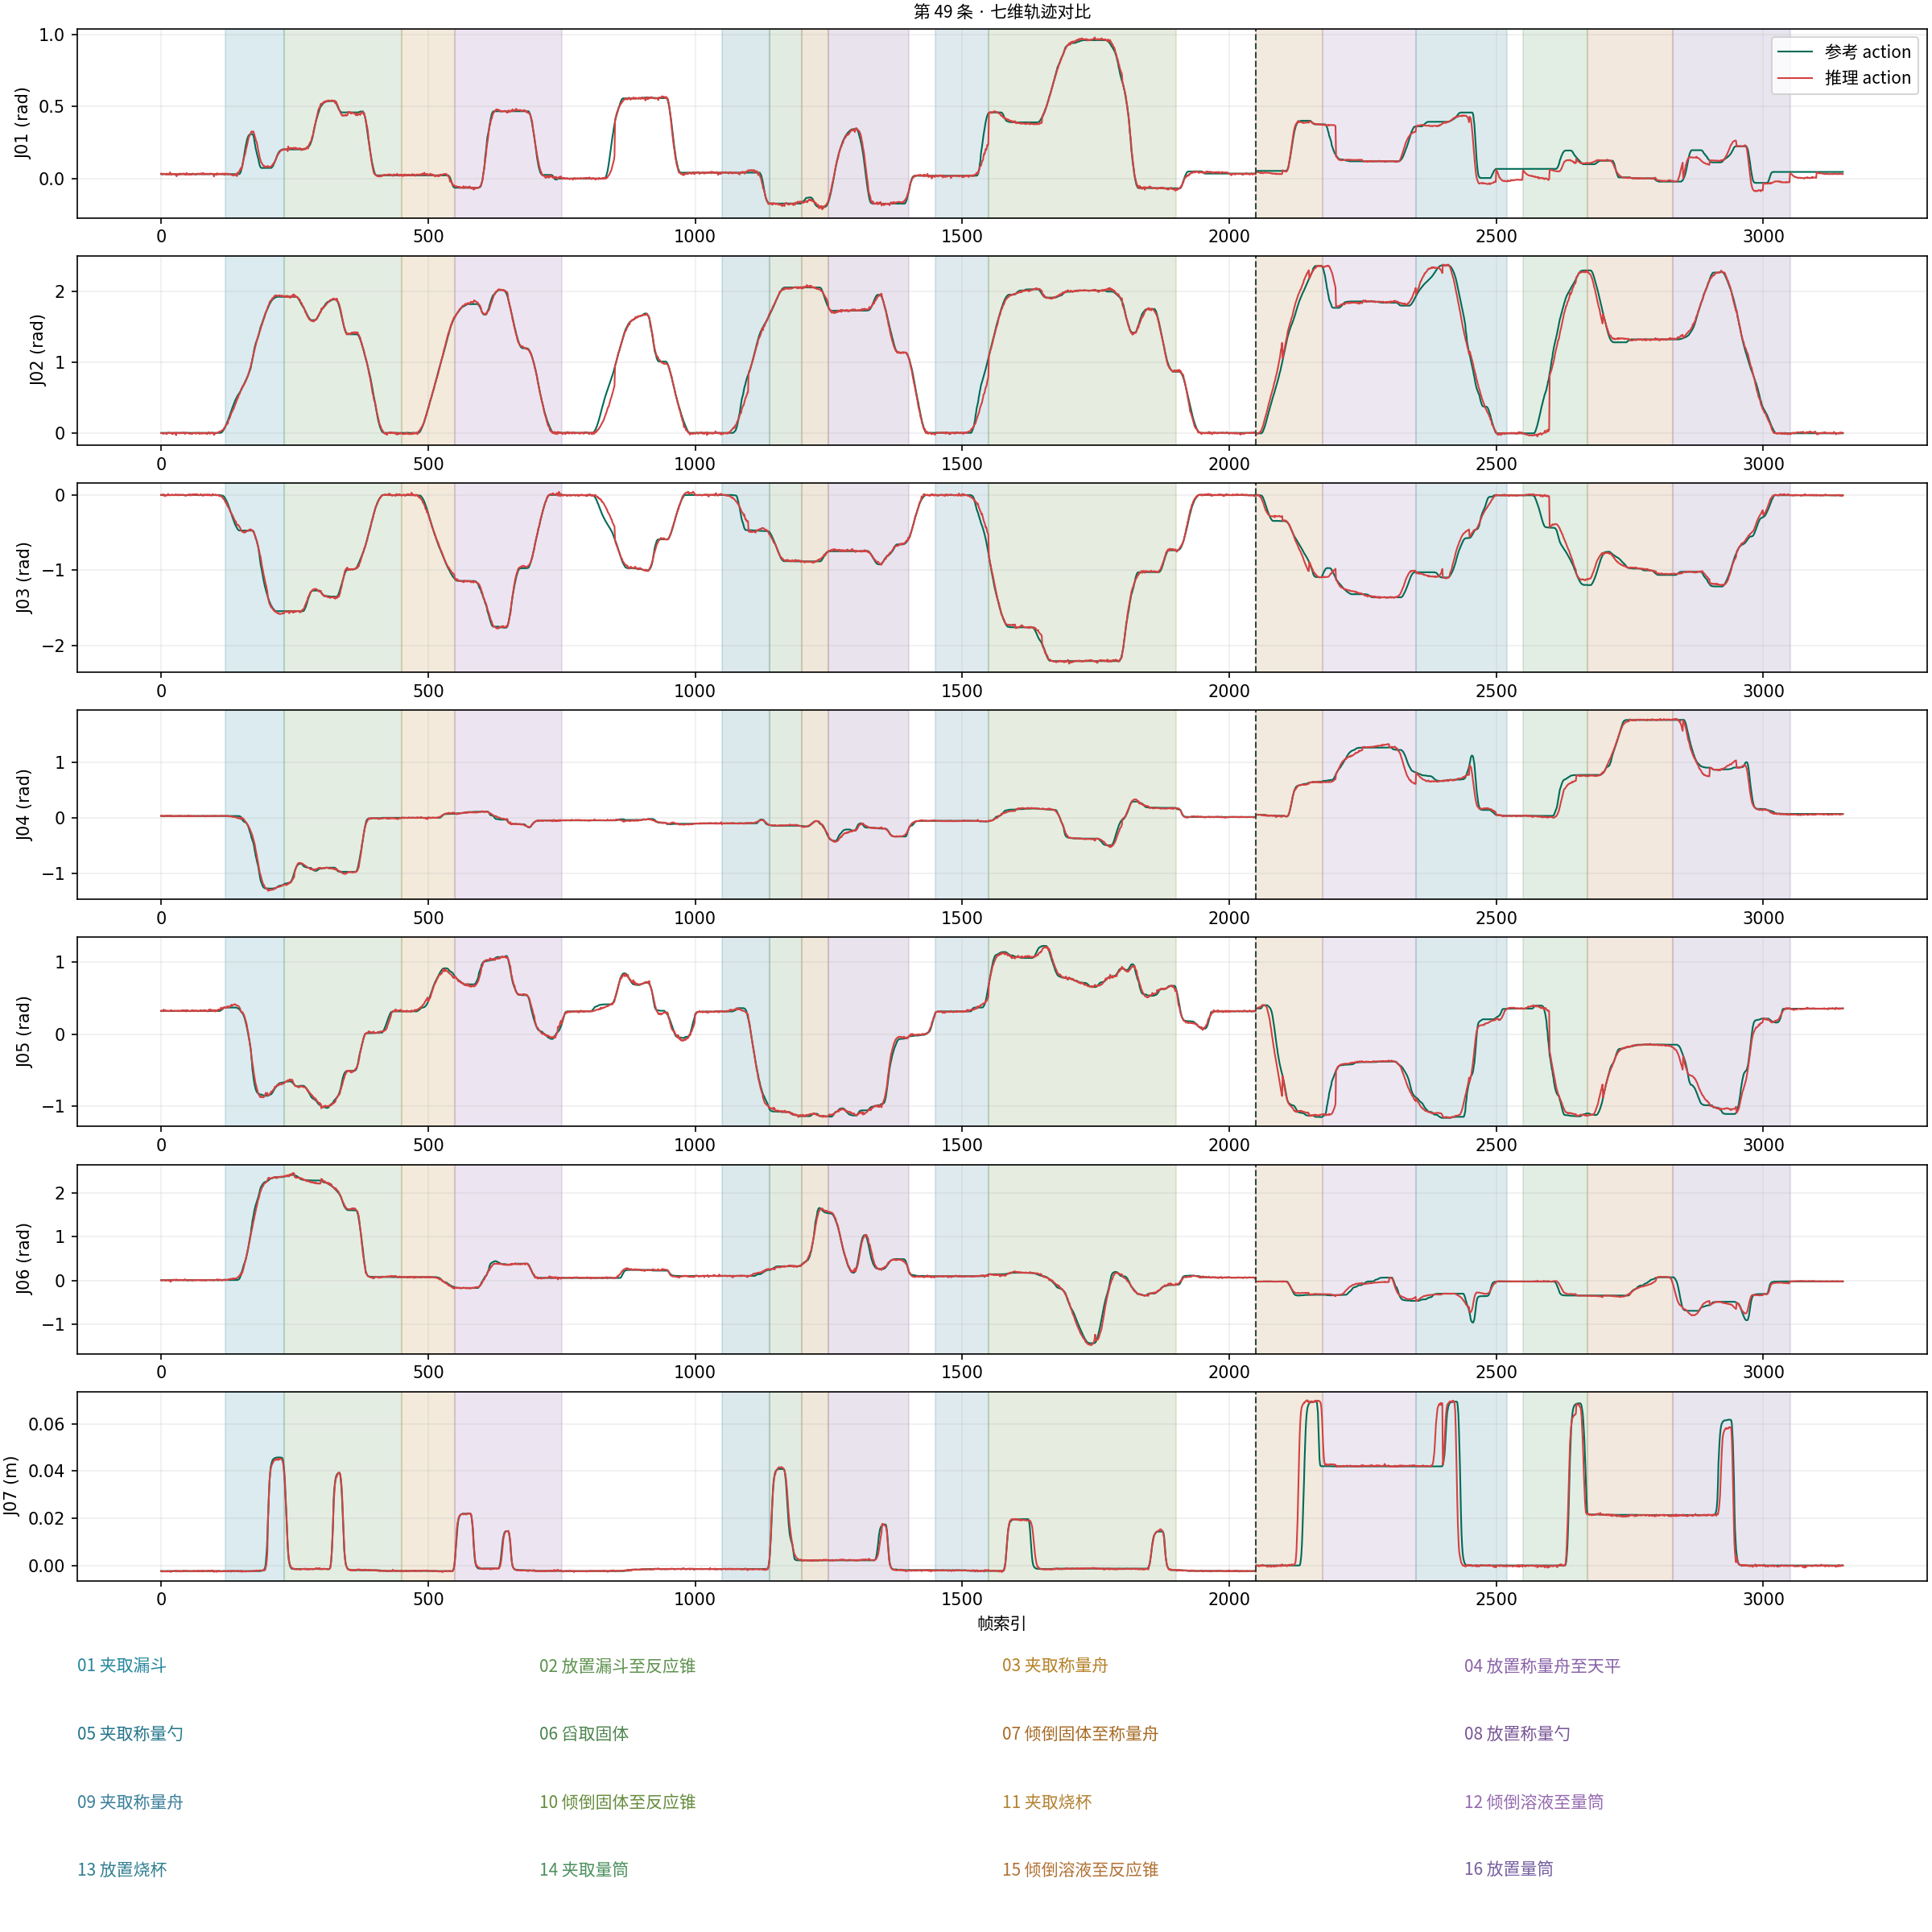 第 49 条 · 七维轨迹对比
参考 action
推理 action
J01 (rad)
1.0
0.5
0.0
0 500 1000 1500 2000 2500 3000
J02 (rad)
2
1
0
0 500 1000 1500 2000 2500 3000
J03 (rad)
0
−1
−2
0 500 1000 1500 2000 2500 3000
J04 (rad)
1
0
−1
0 500 1000 1500 2000 2500 3000
J05 (rad)
1
0
−1
0 500 1000 1500 2000 2500 3000
J06 (rad)
2
1
0
−1
0 500 1000 1500 2000 2500 3000
J07 (m)
0.06
0.04
0.02
0.00
0 500 1000 1500 2000 2500 3000
帧索引
01 夹取漏斗 02 放置漏斗至反应锥 03 夹取称量舟 04 放置称量舟至天平
05 夹取称量勺 06 舀取固体 07 倾倒固体至称量舟 08 放置称量勺
09 夹取称量舟 10 倾倒固体至反应锥 11 夹取烧杯 12 倾倒溶液至量筒
13 放置烧杯 14 夹取量筒 15 倾倒溶液至反应锥 16 放置量筒